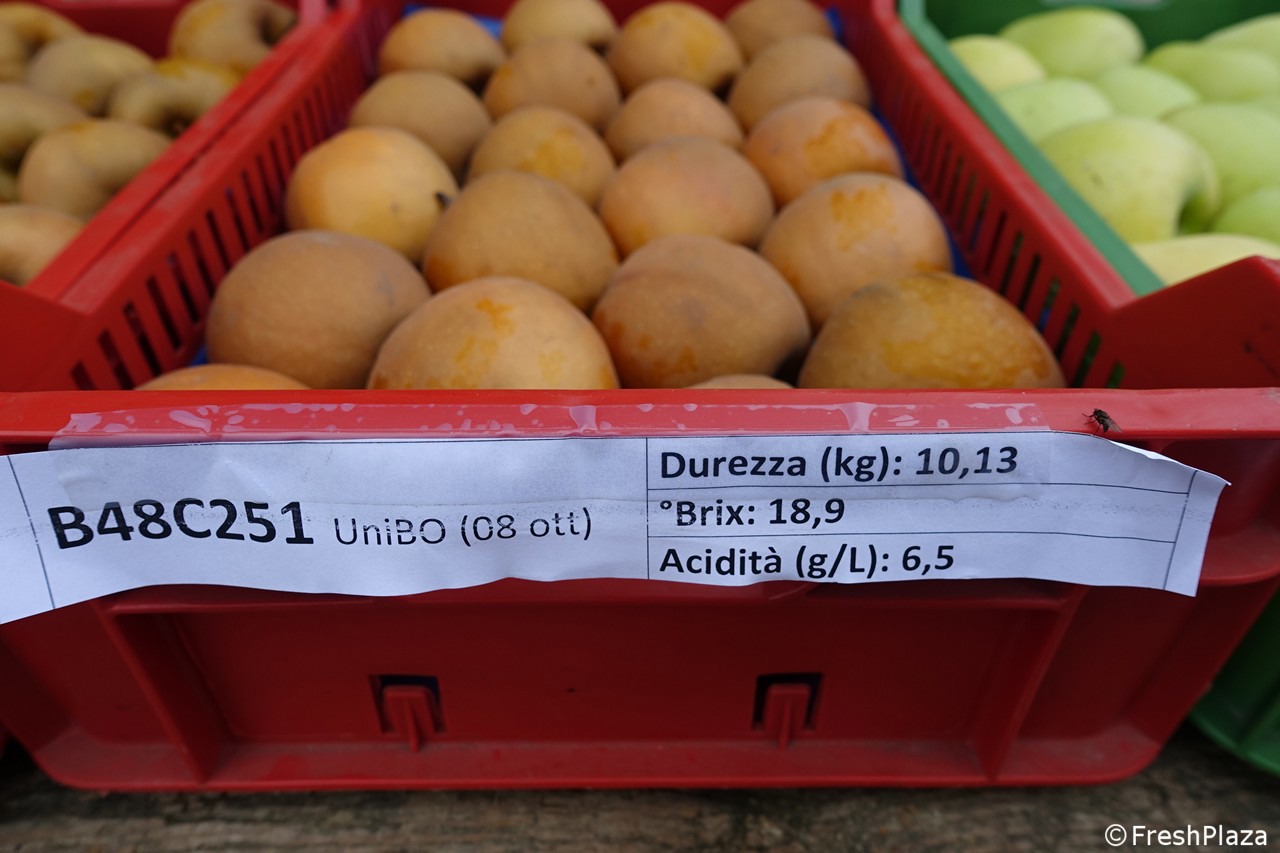 B48C251 UniBO (08 ott)
Durezza (kg): 10,13
°Brix: 18,9
Acidità (g/L): 6,5
©FreshPlaza